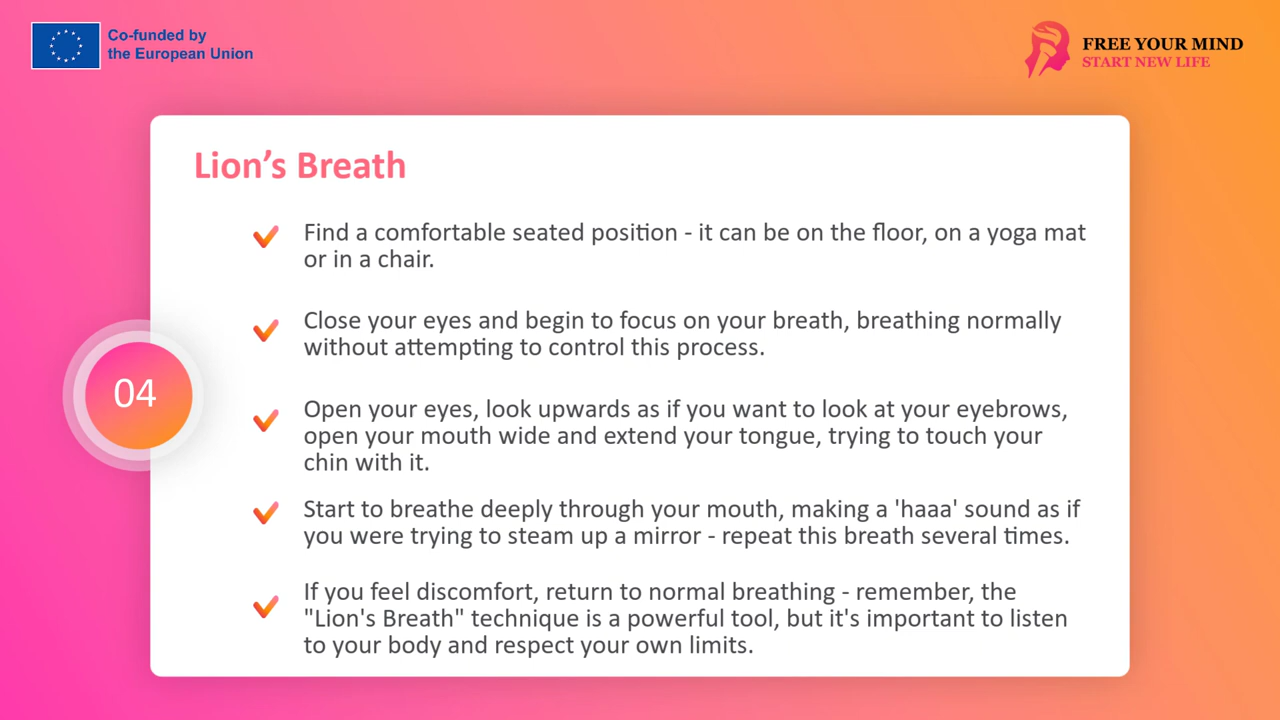 Co-funded by
the European Union
FREE YOUR MIND
START NEW LIFE
Lion’s Breath
Find a comfortable seated position - it can be on the floor, on a yoga mat
or in a chair.
Close your eyes and begin to focus on your breath, breathing normally
without attempting to control this process.
04
Open your eyes, look upwards as if you want to look at your eyebrows,
open your mouth wide and extend your tongue, trying to touch your
chin with it.
Start to breathe deeply through your mouth, making a 'haaa' sound as if
you were trying to steam up a mirror - repeat this breath several times.
If you feel discomfort, return to normal breathing - remember, the
"Lion's Breath" technique is a powerful tool, but it's important to listen
to your body and respect your own limits.